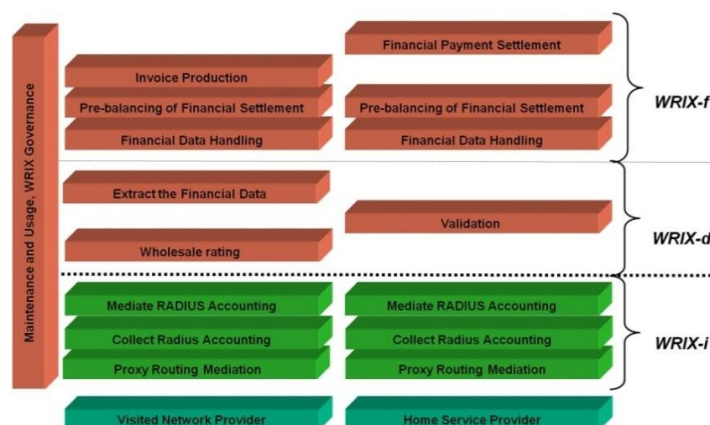 Maintenance and Usage, WRIX Governance
Financial Payment Settlement
Invoice Production
Pre-balancing of Financial Settlement
Pre-balancing of Financial Settlement
Financial Data Handling
Financial Data Handling
WRIX-f
Extract the Financial Data
Validation
Wholesale rating
WRIX-d
Mediate RADIUS Accounting
Mediate RADIUS Accounting
Collect Radius Accounting
Collect Radius Accounting
Proxy Routing Mediation
Proxy Routing Mediation
WRIX-i
Visited Network Provider
Home Service Provider